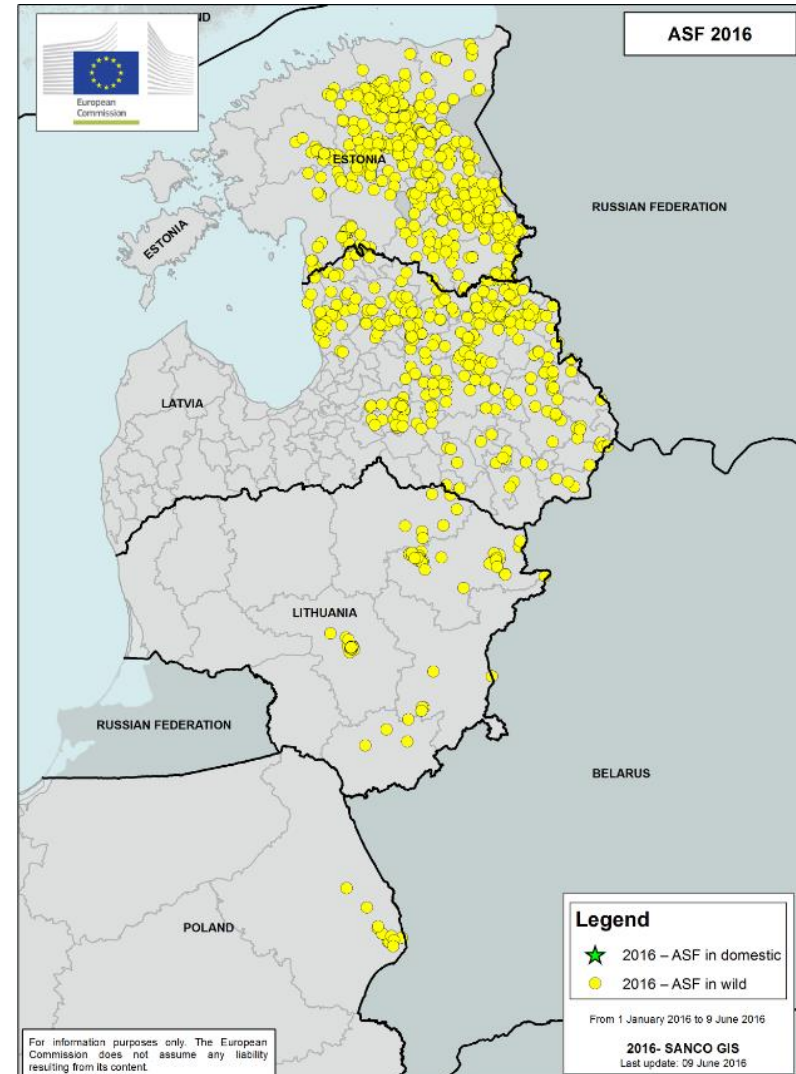 ND
ASF 2016
European
Commission
ESTONIA
RUSSIAN FEDERATION
ESTONIA
LATVIA
LITHUANIA
RUSSIAN FEDERATION
BELARUS
POLAND
Legend
2016 – ASF in domestic
2016 – ASF in wild
From 1 January 2016 to 9 June 2016
2016- SANCO GIS
Last update: 09 June 2016
For information purposes only. The European
Commission does not assume any liability
resulting from its content.